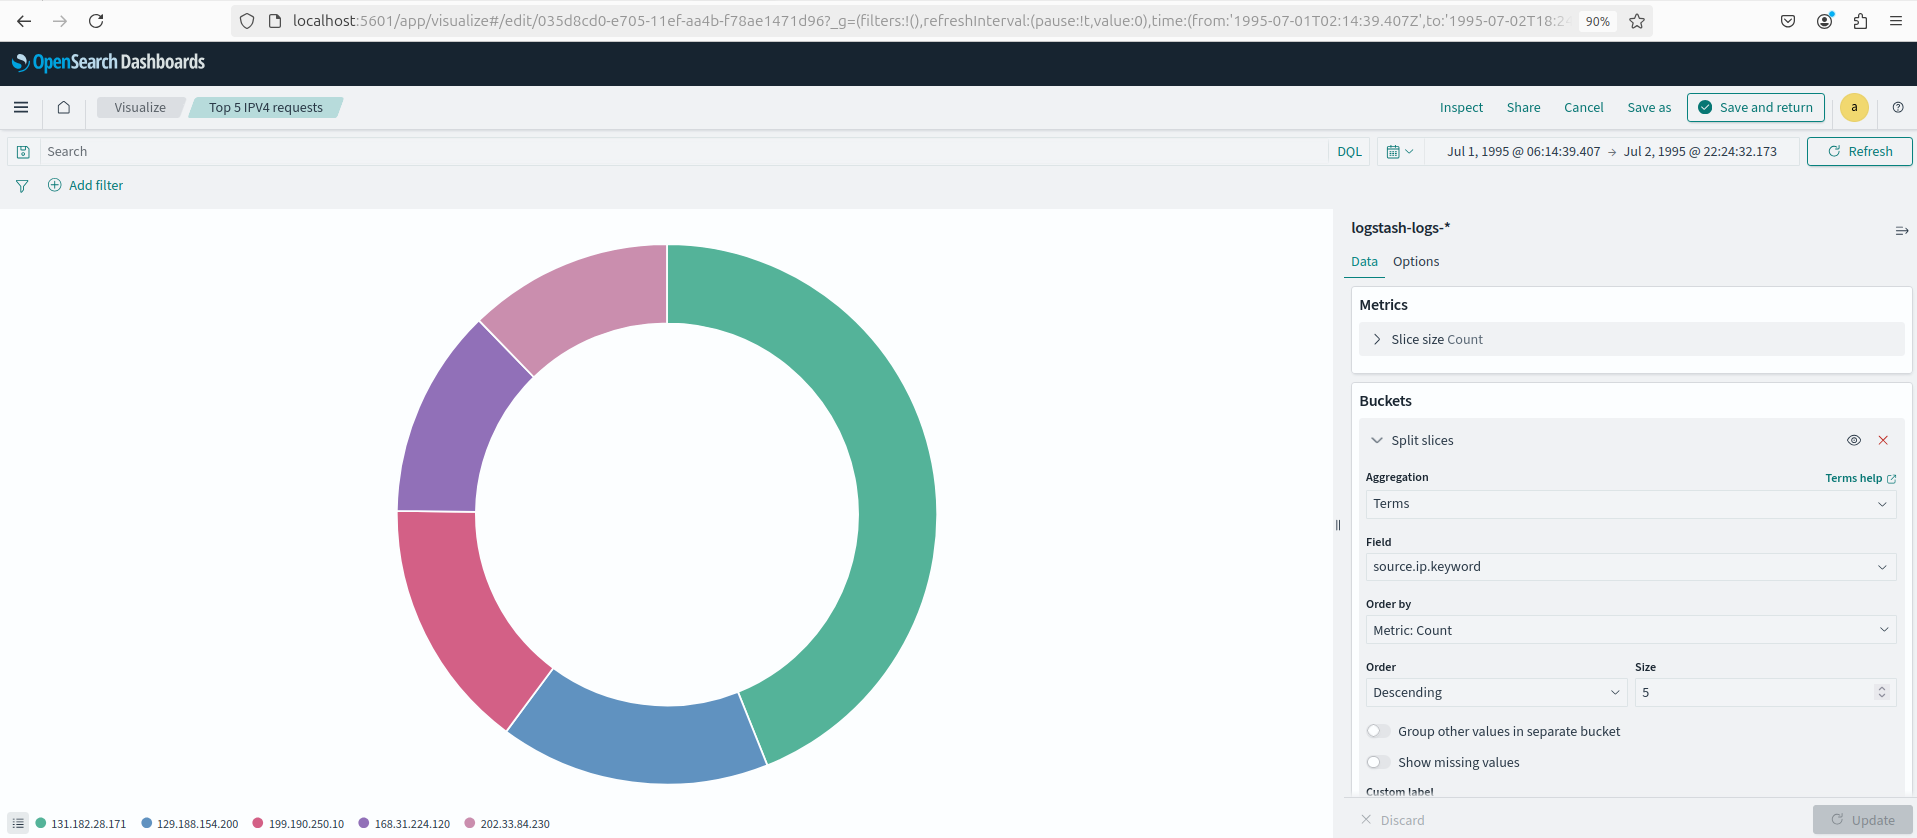 localhost:5601/app/visualize#/edit/035d8cd0-e705-11ef-aa4b-f78ae1471d96?_g=(filters:!(),refreshInterval:(pause:!t,value:0),time:(from:'1995-07-01T02:14:39.407Z',to:'1995-07-02T18:24
90%
OpenSearch Dashboards
Visualize
Top 5 IPV4 requests
Inspect
Share
Cancel
Save as
Save and return
a
Search
DQL
Jul 1, 1995 @ 06:14:39.407 → Jul 2, 1995 @ 22:24:32.173
Refresh
Add filter
logstash-logs-*
Data
Options
Metrics
Slice size Count
Buckets
Split slices
Aggregation
Terms help
Terms
Field
source.ip.keyword
Order by
Metric: Count
Order
Size
Descending
5
Group other values in separate bucket
Show missing values
Custom label
131.182.28.171
129.188.154.200
199.190.250.10
168.31.224.120
202.33.84.230
Discard
Update